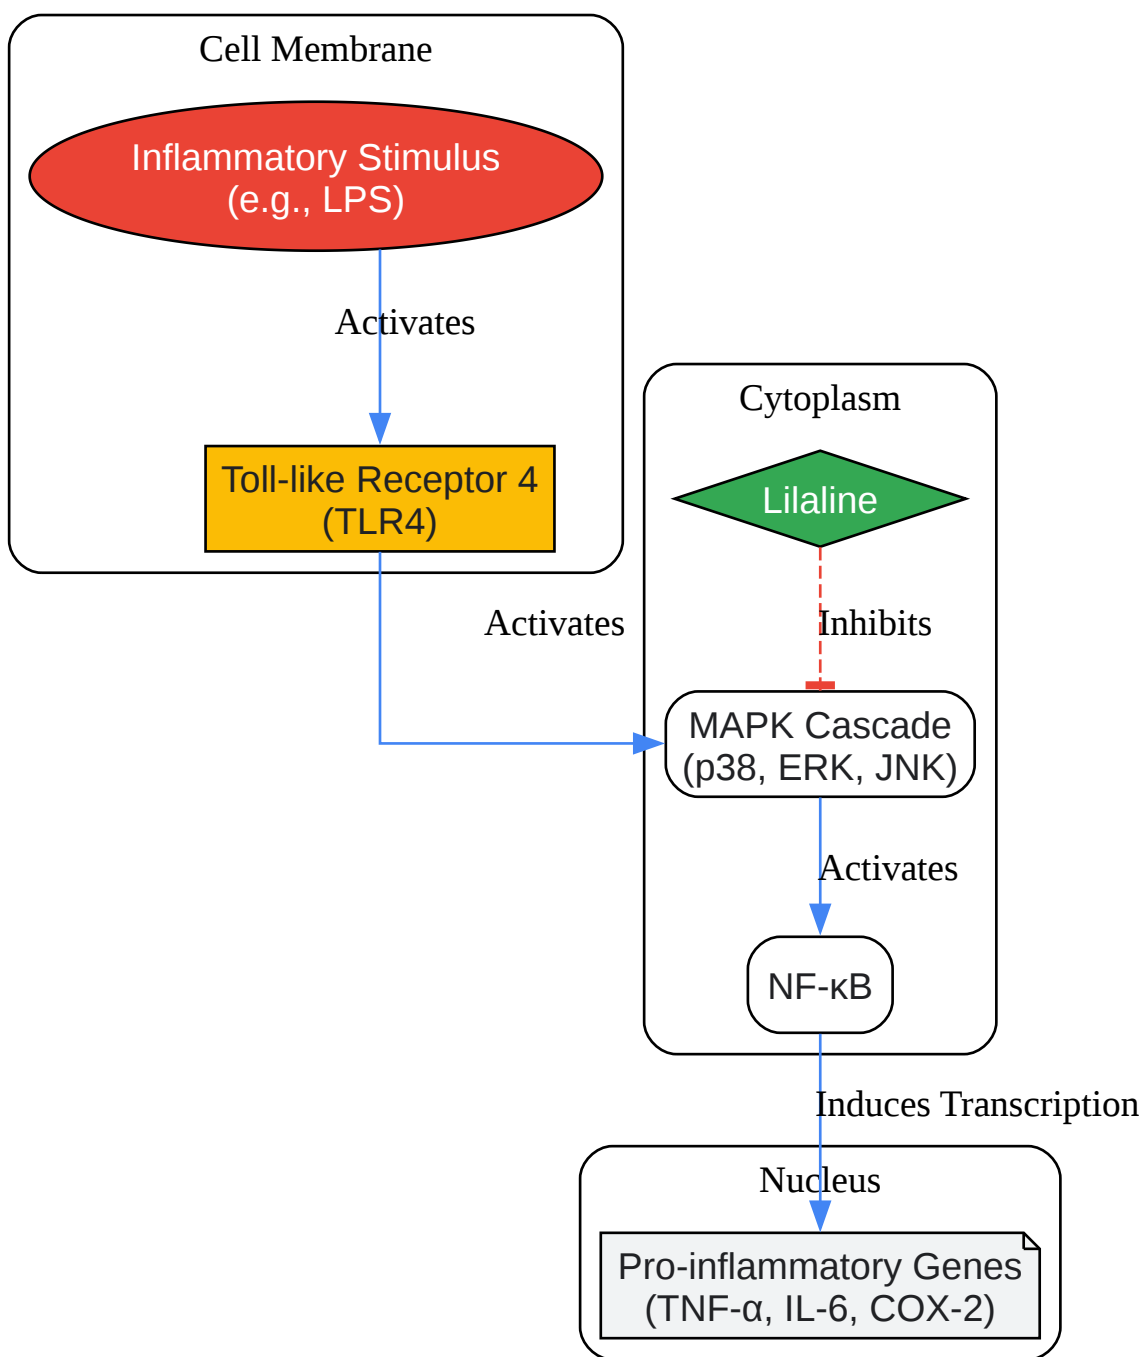 Cell Membrane
Inflammatory Stimulus
(e.g., LPS)
Activates
Toll-like Receptor 4
(TLR4)
Activates
Cytoplasm
Lilaline
Inhibits
MAPK Cascade
(p38, ERK, JNK)
Activates
NF-κB
Induces Transcription
Nucleus
Pro-inflammatory Genes
(TNF-α, IL-6, COX-2)